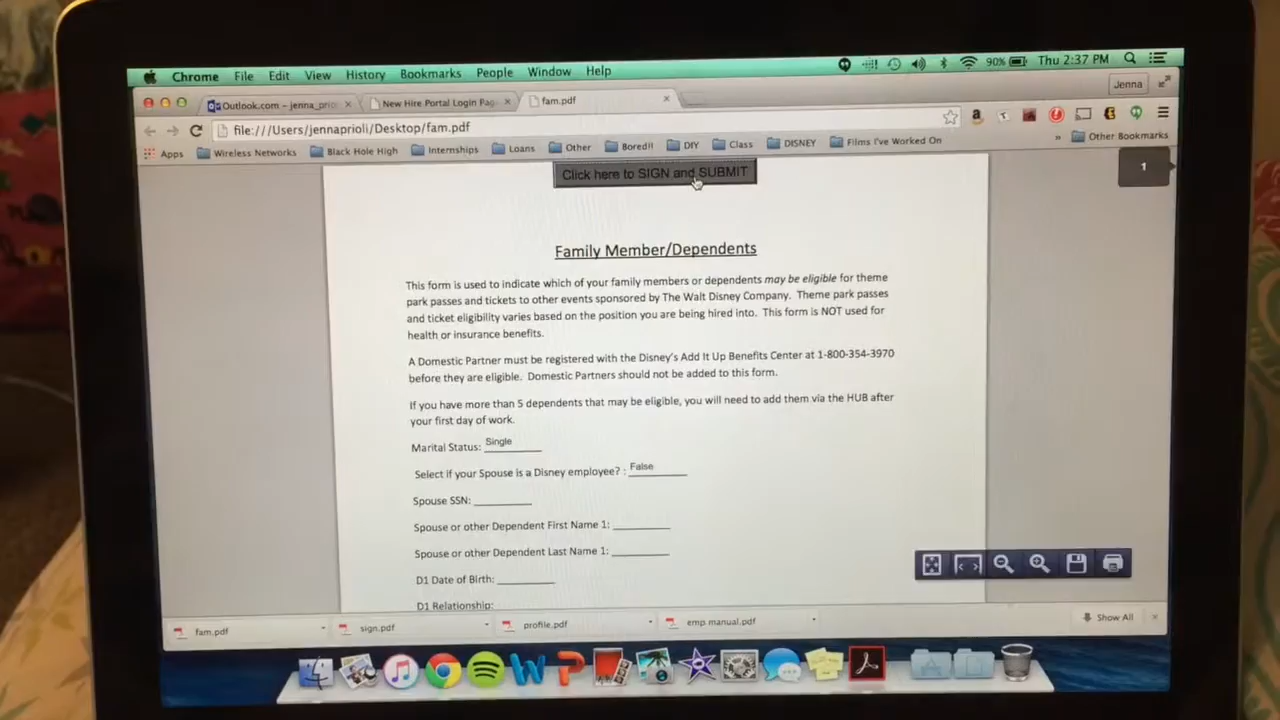 Chrome File Edit View History Bookmarks People Window Help 90% Thu 2:37 PM
Jenna
Outlook.com – jenna_prio
New Hire Portal Login Pag
fam.pdf
file:///Users/jennaprioli/Desktop/fam.pdf
Apps Wireless Networks Black Hole High Internships Loans Other Bored!! DIY Class DISNEY Films I've Worked On » Other Bookmarks
Click here to SIGN and SUBMIT
1
Family Member/Dependents
This form is used to indicate which of your family members or dependents may be eligible for theme
park passes and tickets to other events sponsored by The Walt Disney Company. Theme park passes
and ticket eligibility varies based on the position you are being hired into. This form is NOT used for
health or insurance benefits.
A Domestic Partner must be registered with the Disney's Add It Up Benefits Center at 1-800-354-3970
before they are eligible. Domestic Partners should not be added to this form.
If you have more than 5 dependents that may be eligible, you will need to add them via the HUB after
your first day of work.
Marital Status: Single
Select if your Spouse is a Disney employee? : False
Spouse SSN:
Spouse or other Dependent First Name 1:
Spouse or other Dependent Last Name 1:
D1 Date of Birth:
D1 Relationship:
fam.pdf sign.pdf profile.pdf emp manual.pdf Show All